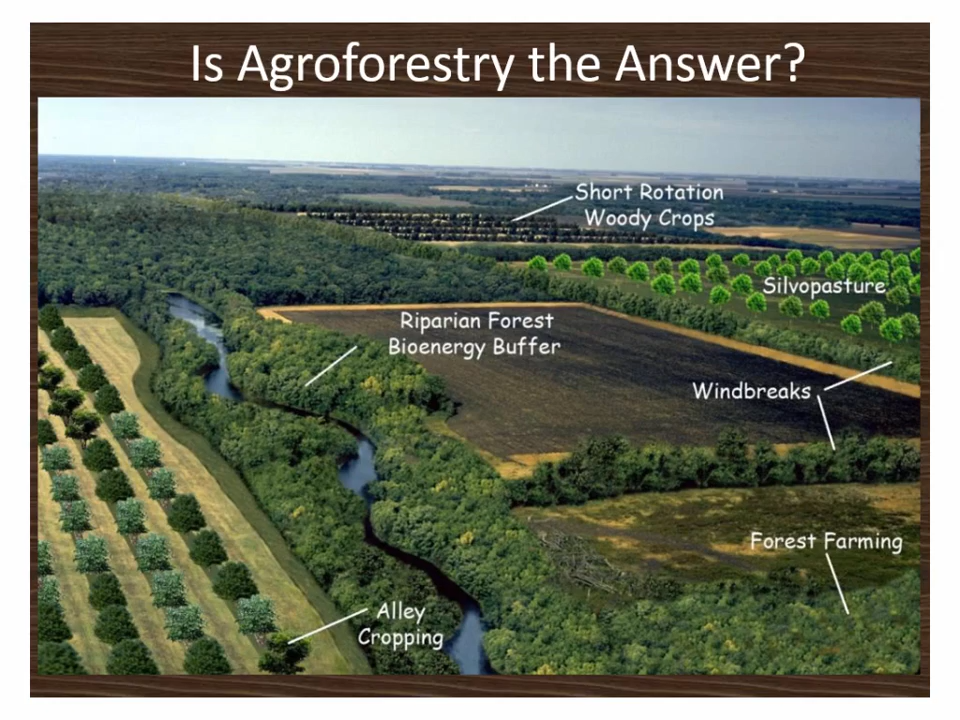 Is Agroforestry the Answer?
Short Rotation
Woody Crops
Silvopasture
Riparian Forest
Bioenergy Buffer
Windbreaks
Forest Farming
Alley
Cropping